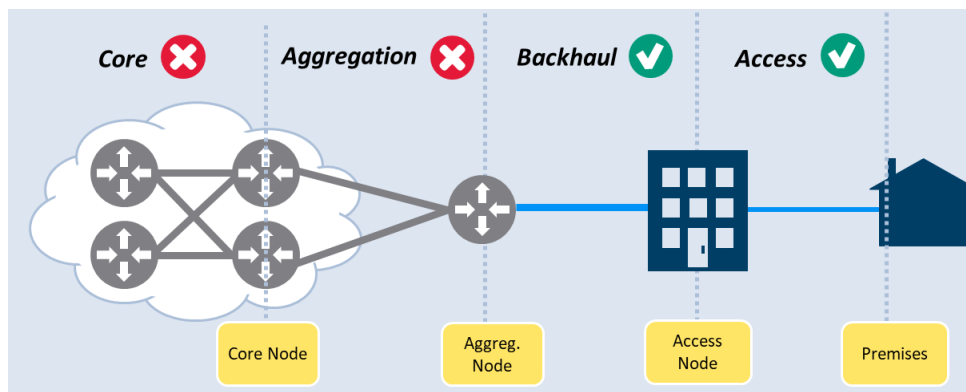 Core
Aggregation
Backhaul
Access
Core Node
Aggreg.
Node
Access
Node
Premises